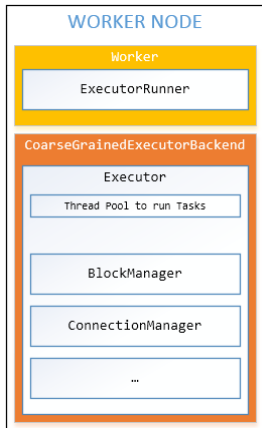 WORKER NODE
Worker
ExecutorRunner
CoarseGrainedExecutorBackend
Executor
Thread Pool to run Tasks
BlockManager
ConnectionManager
…